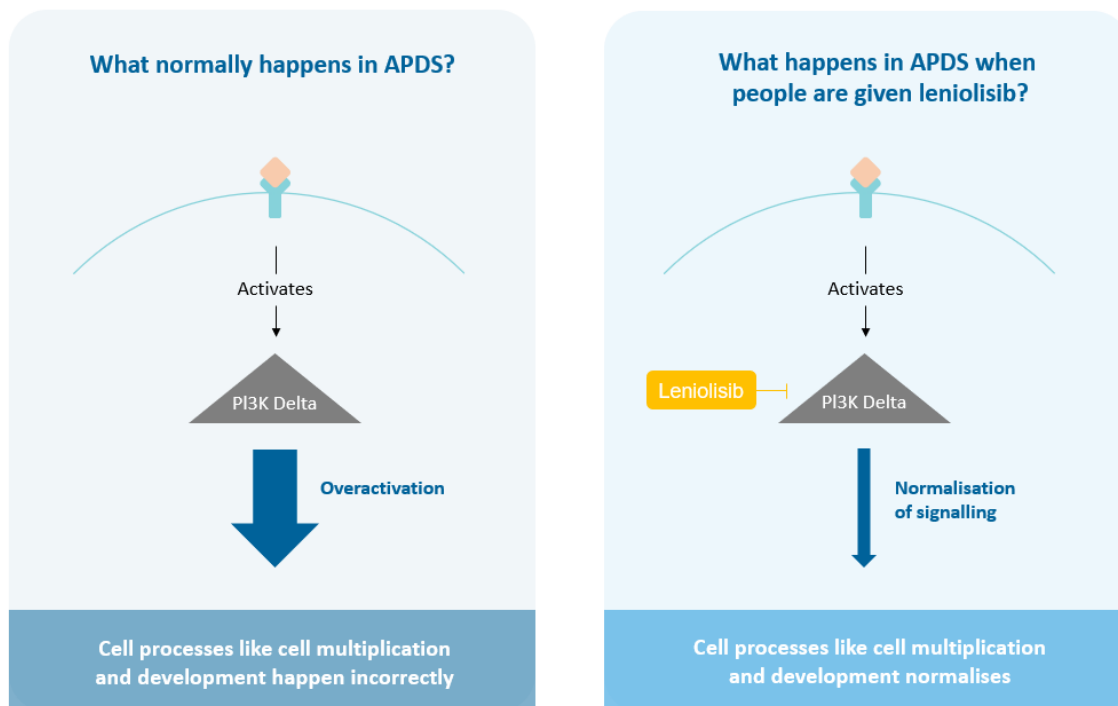 What normally happens in APDS?
Activates
PI3K Delta
Overactivation
Cell processes like cell multiplication
and development happen incorrectly
What happens in APDS when
people are given leniolisib?
Activates
Leniolisib
PI3K Delta
Normalisation
of signalling
Cell processes like cell multiplication
and development normalises